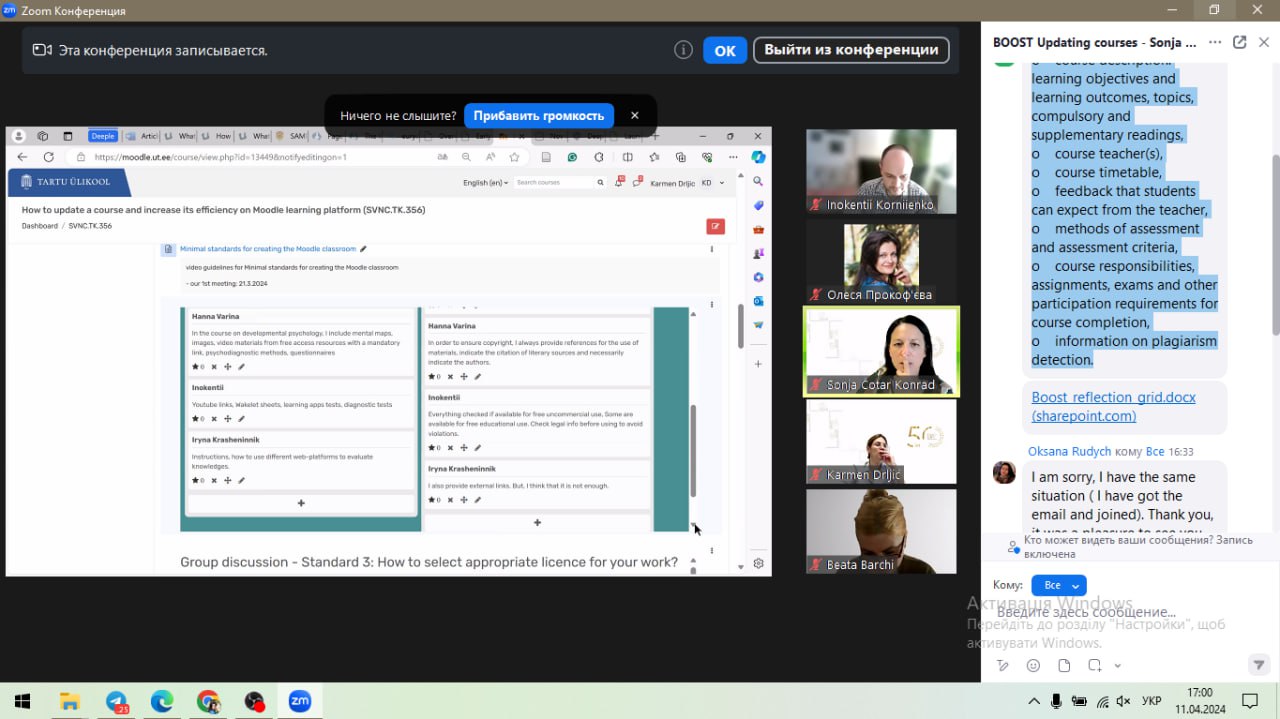 Zoom Конференция
Эта конференция записывается.
OK
Выйти из конференции
Ничего не слышите?
Прибавить громкость
Deeple
https://moodle.ut.ee/course/view.php?id=13449&notifyeditingon=1
TARTU ÜLIKOOL
English (en)
Search courses
Karmen Drljic
KD
How to update a course and increase its efficiency on Moodle learning platform (SVNC.TK.356)
Dashboard / SVNC.TK.356
Minimal standards for creating the Moodle classroom
video guidelines for Minimal standards for creating the Moodle classroom
- our 1st meeting: 21.3.2024
Hanna Varina
In the course on developmental psychology, I include mental maps,
images, video materials from free access resources with a mandatory
link, psychodiagnostic methods, questionnaires
0
Inokentii
Youtube links, Wakelet sheets, learning apps tests, diagnostic tests
0
Iryna Krasheninnik
Instructions, how to use different web-platforms to evaluate
knowledges.
0
Hanna Varina
In order to ensure copyright, I always provide references for the use of
materials, indicate the citation of literary sources and necessarily
indicate the authors.
0
Inokentii
Everything checked if available for free uncommercial use, Some are
available for free educational use. Check legal info before using to avoid
violations.
0
Iryna Krasheninnik
I also provide external links. But, I think that it is not enough.
0
Group discussion - Standard 3: How to select appropriate licence for your work?
Inokentii Korniienko
Олеся Прокоф'єва
Sonja Čotar Konrad
Karmen Drljić
Beata Barchi
BOOST Updating courses - Sonja ...
o course description:
learning objectives and
learning outcomes, topics,
compulsory and
supplementary readings,
o course teacher(s),
o course timetable,
o feedback that students
can expect from the teacher,
o methods of assessment
and assessment criteria,
o course responsibilities,
assignments, exams and other
participation requirements for
course completion,
o information on plagiarism
detection.
Boost reflection grid.docx
(sharepoint.com)
Oksana Rudych кому Все 16:33
I am sorry, I have the same
situation ( I have got the
email and joined). Thank you,
it was a pleasure to see you
Кто может видеть ваши сообщения? Запись
включена
Кому:
Все
Введите здесь сообщение...
Активація Windows
Перейдіть до розділу "Настройки", щоб
активувати Windows.
21
zm
УКР
17:00
11.04.2024